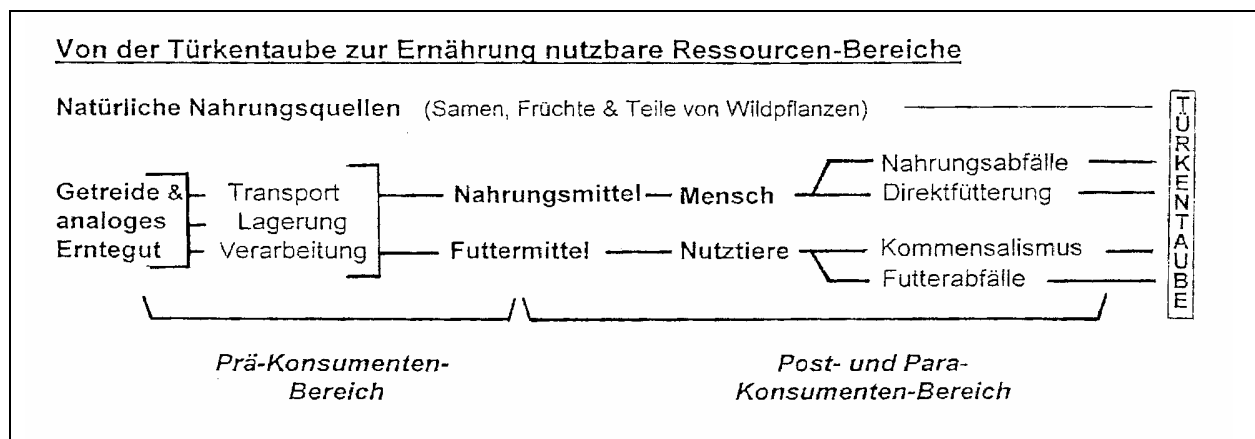 Von der Türkentaube zur Ernährung nutzbare Ressourcen-Bereiche
Natürliche Nahrungsquellen (Samen, Früchte & Teile von Wildpflanzen)
Nahrungsabfälle
Getreide & Transport Nahrungsmittel Mensch Direktfütterung
analoges Lagerung
Erntegut Verarbeitung Futtermittel Nutztiere Kommensalismus
Futterabfälle
TÜRKENTAUBE
Prä-Konsumenten- Post- und Para-
Bereich Konsumenten-Bereich